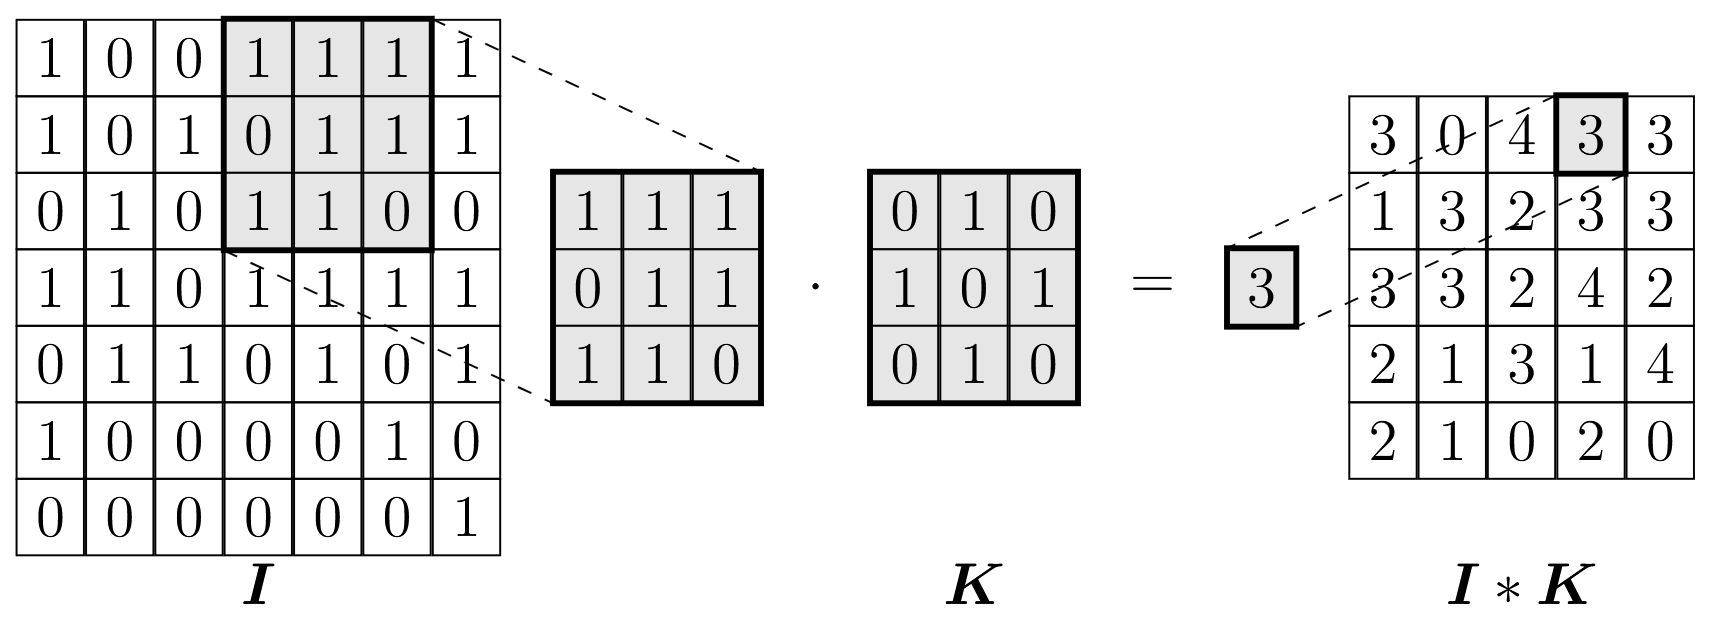 1 0 0 1 1 1 1
1 0 1 0 1 1 1
0 1 0 1 1 0 0
1 1 0 1 1 1 1
0 1 1 0 1 0 1
1 0 0 0 0 1 0
0 0 0 0 0 0 1
I
1 1 1
0 1 1
1 1 0
·
0 1 0
1 0 1
0 1 0
K
=
3
3 0 4 3 3
1 3 2 3 3
3 3 2 4 2
2 1 3 1 4
2 1 0 2 0
I ∗ K